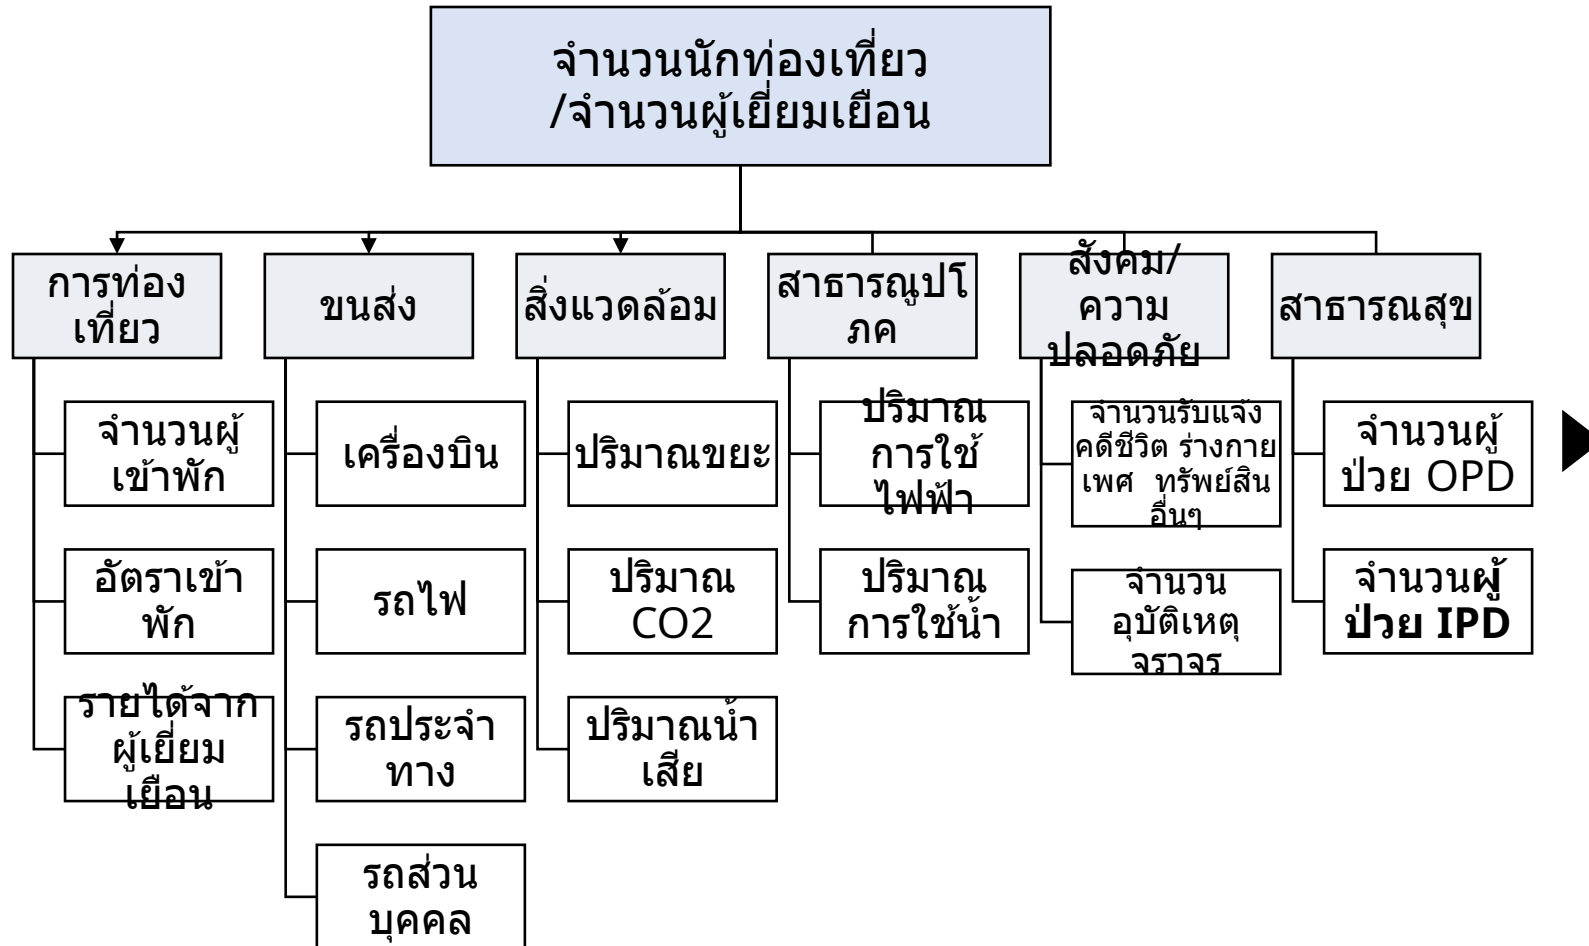 จำนวนนักท่องเที่ยว
/จำนวนผู้เยี่ยมเยือน
การท่อง
เที่ยว
ขนส่ง
สิ่งแวดล้อม
สาธารณูปโ
ภค
สังคม/
ความ
ปลอดภัย
สาธารณสุข
จำนวนผู้
เข้าพัก
อัตราเข้า
พัก
รายได้จาก
ผู้เยี่ยม
เยือน
เครื่องบิน
รถไฟ
รถประจำ
ทาง
รถส่วน
บุคคล
ปริมาณขยะ
ปริมาณ
CO2
ปริมาณน้ำ
เสีย
ปริมาณ
การใช้
ไฟฟ้า
ปริมาณ
การใช้น้ำ
จำนวนรับแจ้ง
คดีชีวิต ร่างกาย
เพศ ทรัพย์สิน
อื่นๆ
จำนวน
อุบัติเหตุ
จราจร
จำนวนผู้
ป่วย OPD
จำนวนผู้
ป่วย IPD